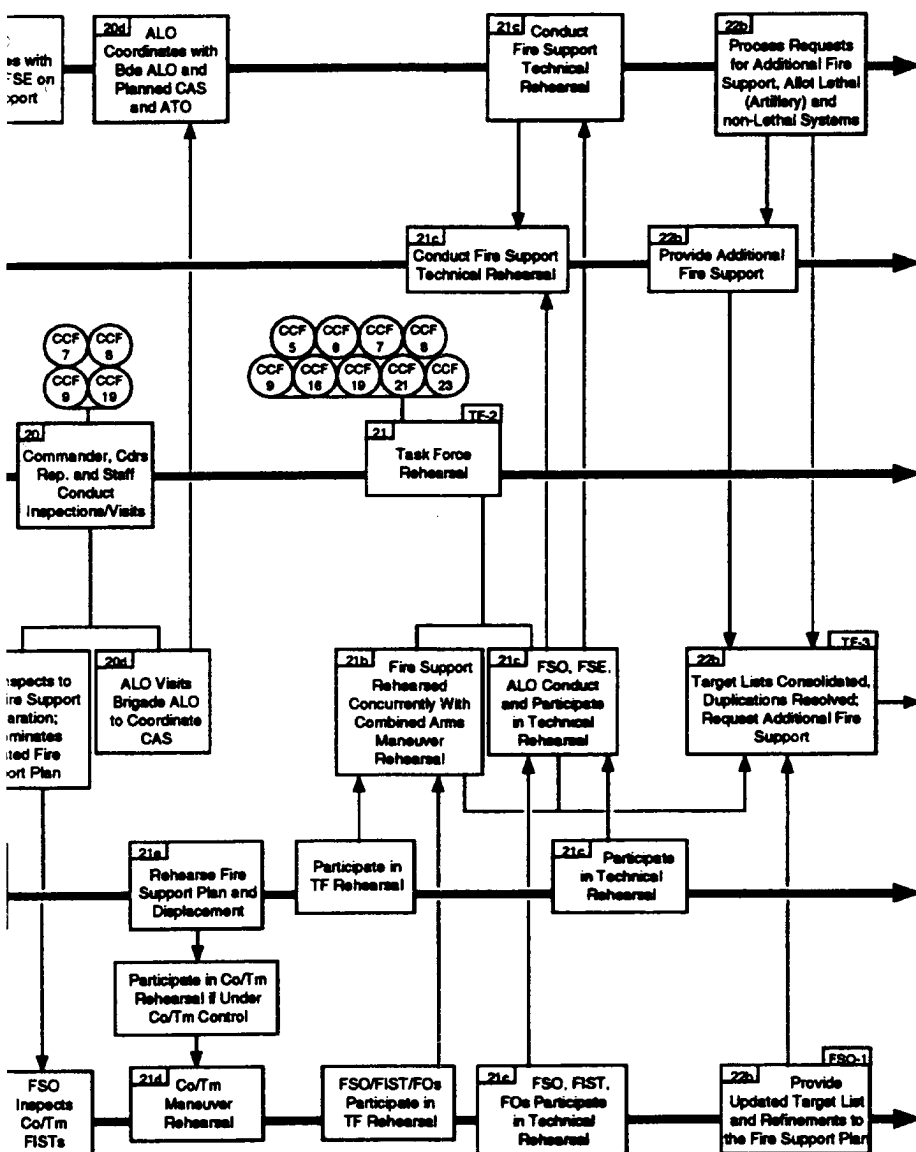 es with
FSE on
port
20d
ALO
Coordinates with
Bde ALO and
Planned CAS
and ATO
21c
Conduct
Fire Support
Technical
Rehearsal
22b
Process Requests
for Additional Fire
Support, Allot Lethal
(Artillery) and
non-Lethal Systems
21c
Conduct Fire Support
Technical Rehearsal
22b
Provide Additional
Fire Support
CCF
7
CCF
8
CCF
9
CCF
19
CCF
5
CCF
6
CCF
7
CCF
8
CCF
9
CCF
16
CCF
19
CCF
21
CCF
23
20
Commander, Cdrs
Rep. and Staff
Conduct
Inspections/Visits
TF-2
21
Task Force
Rehearsal
nspects to
ire Support
aration;
ominates
ted Fire
ort Plan
20d
ALO Visits
Brigade ALO
to Coordinate
CAS
21b
Fire Support
Rehearsed
Concurrently With
Combined Arms
Maneuver
Rehearsal
21c
FSO, FSE,
ALO Conduct
and Participate
in Technical
Rehearsal
TF-3
22b
Target Lists Consolidated,
Duplications Resolved;
Request Additional Fire
Support
21a
Rehearse Fire
Support Plan and
Displacement
Participate in
TF Rehearsal
21c
Participate
in Technical
Rehearsal
Participate in Co/Tm
Rehearsal if Under
Co/Tm Control
FSO
Inspects
Co/Tm
FISTs
21d
Co/Tm
Maneuver
Rehearsal
FSO/FIST/FOs
Participate in
TF Rehearsal
21c
FSO, FIST,
FOs Participate
in Technical
Rehearsal
FSO-1
22b
Provide
Updated Target List
and Refinements to
the Fire Support Plan